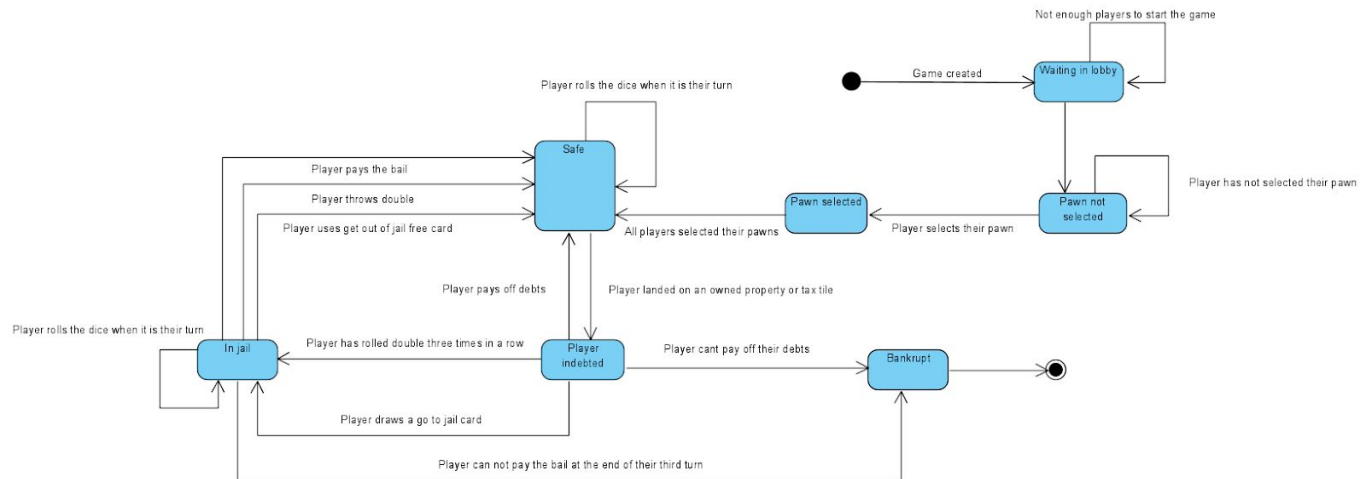 Not enough players to start the game
Game created
Waiting in lobby
Player rolls the dice when it is their turn
Safe
Player pays the bail
Player throws double
Player uses get out of jail free card
Pawn selected
Pawn not
selected
Player has not selected their pawn
All players selected their pawns
Player selects their pawn
Player pays off debts
Player landed on an owned property or tax tile
Player rolls the dice when it is their turn
In jail
Player has rolled double three times in a row
Player
indebted
Player cant pay off their debts
Bankrupt
Player draws a go to jail card
Player can not pay the bail at the end of their third turn